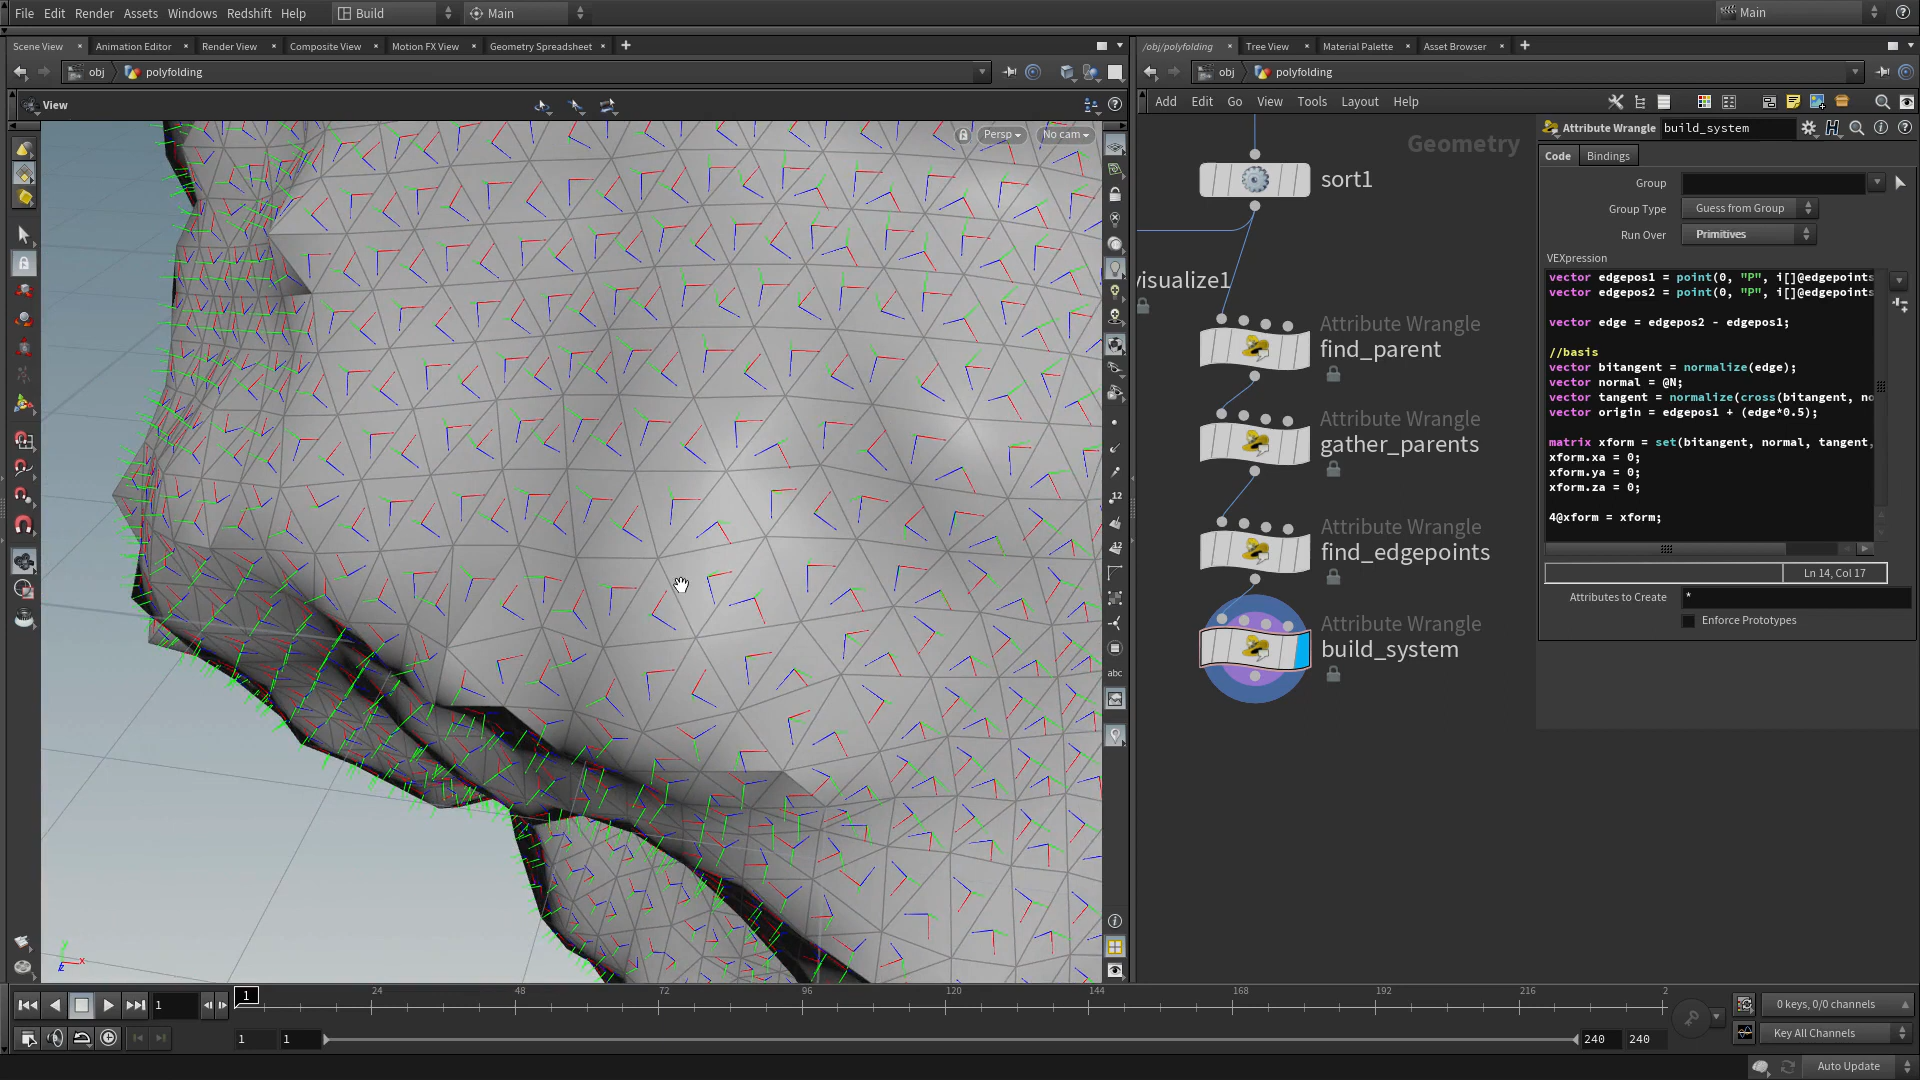 File Edit Render Assets Windows Redshift Help Build Main Main
Scene View Animation Editor Render View Composite View Motion FX View Geometry Spreadsheet
/obj/polyfolding Tree View Material Palette Asset Browser
obj polyfolding
obj polyfolding
View
Add Edit Go View Tools Layout Help
Persp No cam
Geometry
sort1
visualize1
Attribute Wrangle
find_parent
Attribute Wrangle
gather_parents
Attribute Wrangle
find_edgepoints
Attribute Wrangle
build_system
Attribute Wrangle build_system
Code Bindings
Group
Group Type Guess from Group
Run Over Primitives
VEXpression
vector edgepos1 = point(0, "P", i[]@edgepoints
vector edgepos2 = point(0, "P", i[]@edgepoints
vector edge = edgepos2 - edgepos1;
//basis
vector bitangent = normalize(edge);
vector normal = @N;
vector tangent = normalize(cross(bitangent, no
vector origin = edgepos1 + (edge*0.5);
matrix xform = set(bitangent, normal, tangent,
xform.xa = 0;
xform.ya = 0;
xform.za = 0;
4@xform = xform;
Ln 14, Col 17
Attributes to Create *
Enforce Prototypes
12
12
abc
z x
1
1 24 48 72 96 120 144 168 192 216 2
0 keys, 0/0 channels
1 1 240 240
Key All Channels
Auto Update